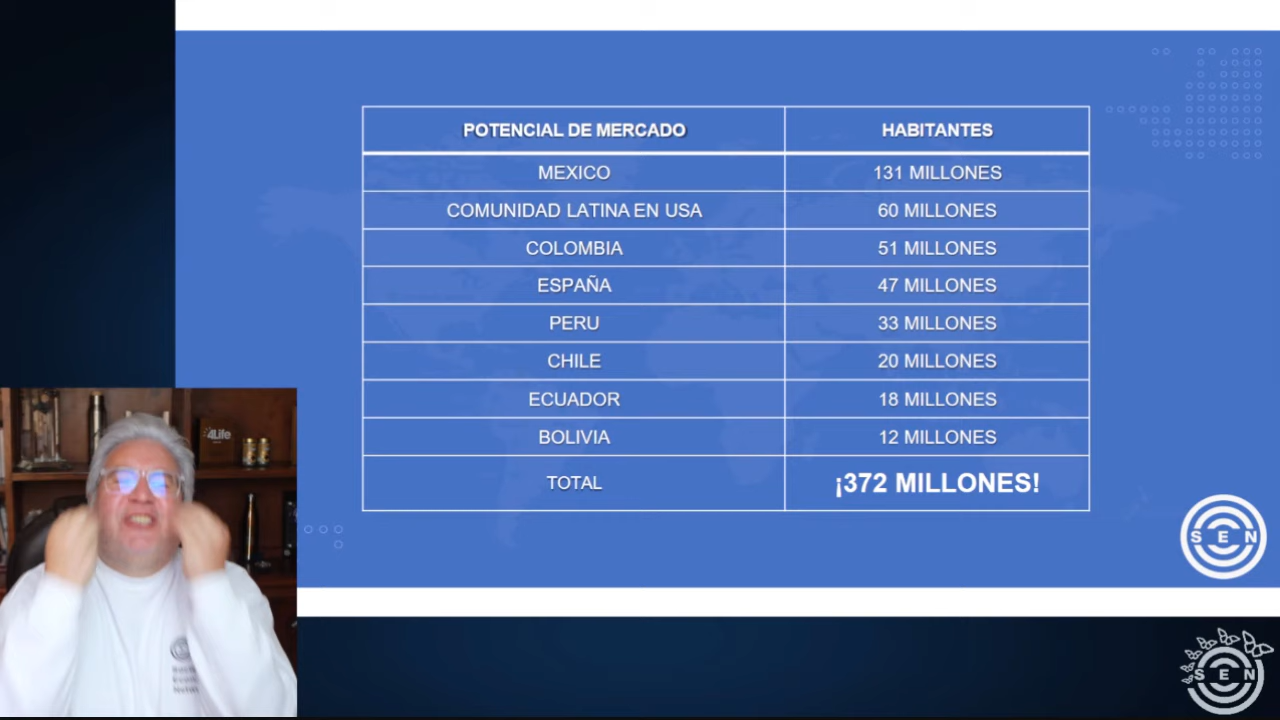 POTENCIAL DE MERCADO HABITANTES
MEXICO 131 MILLONES
COMUNIDAD LATINA EN USA 60 MILLONES
COLOMBIA 51 MILLONES
ESPAÑA 47 MILLONES
PERU 33 MILLONES
CHILE 20 MILLONES
ECUADOR 18 MILLONES
BOLIVIA 12 MILLONES
TOTAL ¡372 MILLONES!
4Life
SEN
SEN